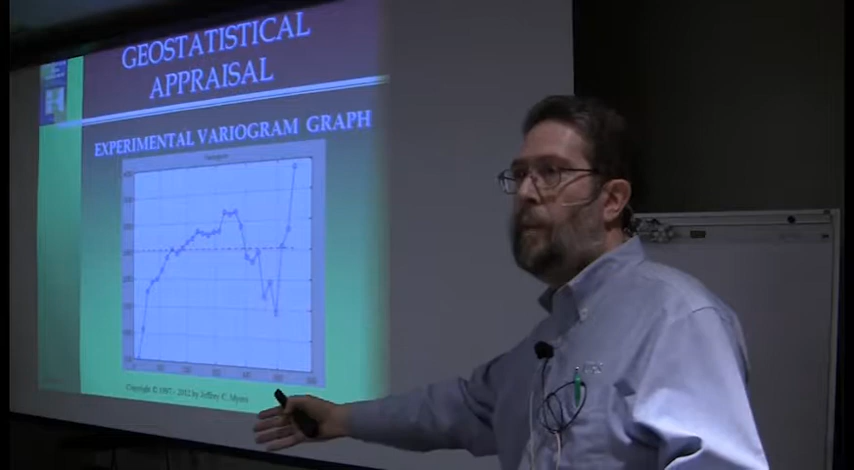 GEOSTATISTICAL
APPRAISAL
EXPERIMENTAL VARIOGRAM GRAPH
Copyright © 1997 - 2012 by Jeffrey C. Myers